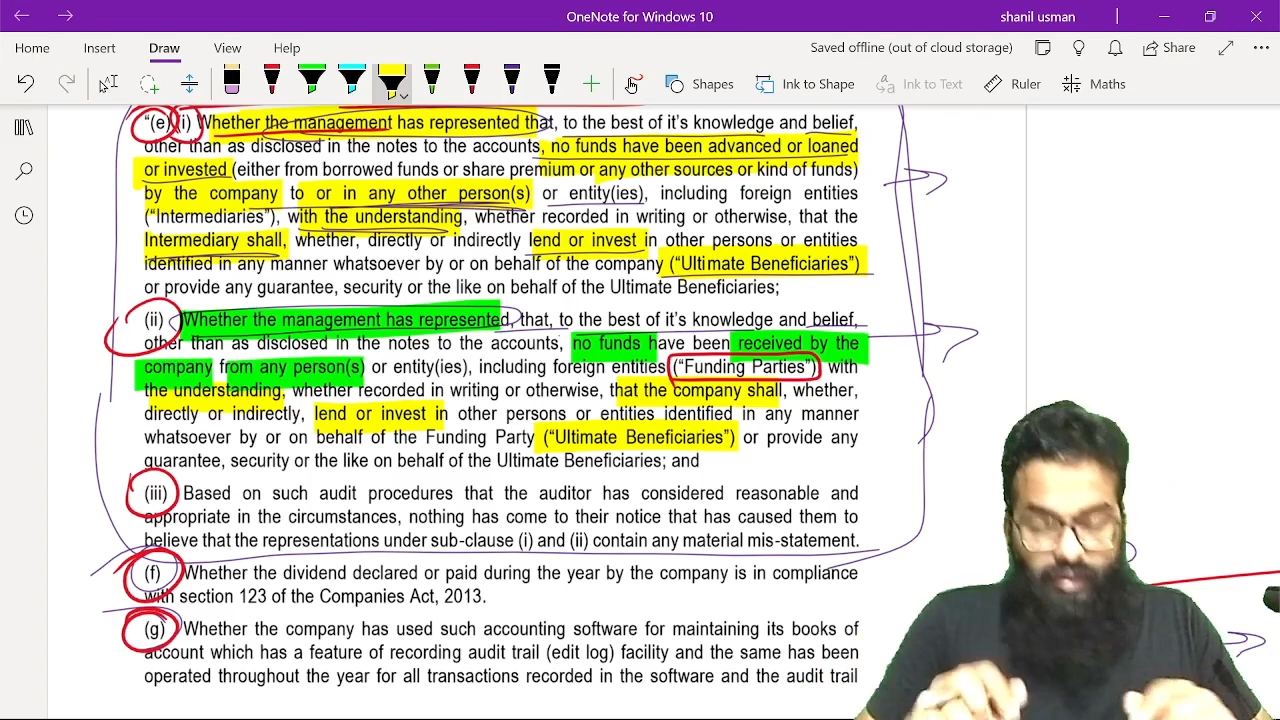 OneNote for Windows 10
shanil usman
Home Insert Draw View Help
Saved offline (out of cloud storage)
Share
Shapes Ink to Shape Ink to Text Ruler Maths
“(e) (i) Whether the management has represented that, to the best of it’s knowledge and belief,
other than as disclosed in the notes to the accounts, no funds have been advanced or loaned
or invested (either from borrowed funds or share premium or any other sources or kind of funds)
by the company to or in any other person(s) or entity(ies), including foreign entities
(“Intermediaries”), with the understanding, whether recorded in writing or otherwise, that the
Intermediary shall, whether, directly or indirectly lend or invest in other persons or entities
identified in any manner whatsoever by or on behalf of the company (“Ultimate Beneficiaries”)
or provide any guarantee, security or the like on behalf of the Ultimate Beneficiaries;
(ii) Whether the management has represented, that, to the best of it’s knowledge and belief,
other than as disclosed in the notes to the accounts, no funds have been received by the
company from any person(s) or entity(ies), including foreign entities (“Funding Parties”) with
the understanding, whether recorded in writing or otherwise, that the company shall, whether,
directly or indirectly, lend or invest in other persons or entities identified in any manner
whatsoever by or on behalf of the Funding Party (“Ultimate Beneficiaries”) or provide any
guarantee, security or the like on behalf of the Ultimate Beneficiaries; and
(iii) Based on such audit procedures that the auditor has considered reasonable and
appropriate in the circumstances, nothing has come to their notice that has caused them to
believe that the representations under sub-clause (i) and (ii) contain any material mis-statement.
(f) Whether the dividend declared or paid during the year by the company is in compliance
with section 123 of the Companies Act, 2013.
(g) Whether the company has used such accounting software for maintaining its books of
account which has a feature of recording audit trail (edit log) facility and the same has been
operated throughout the year for all transactions recorded in the software and the audit trail